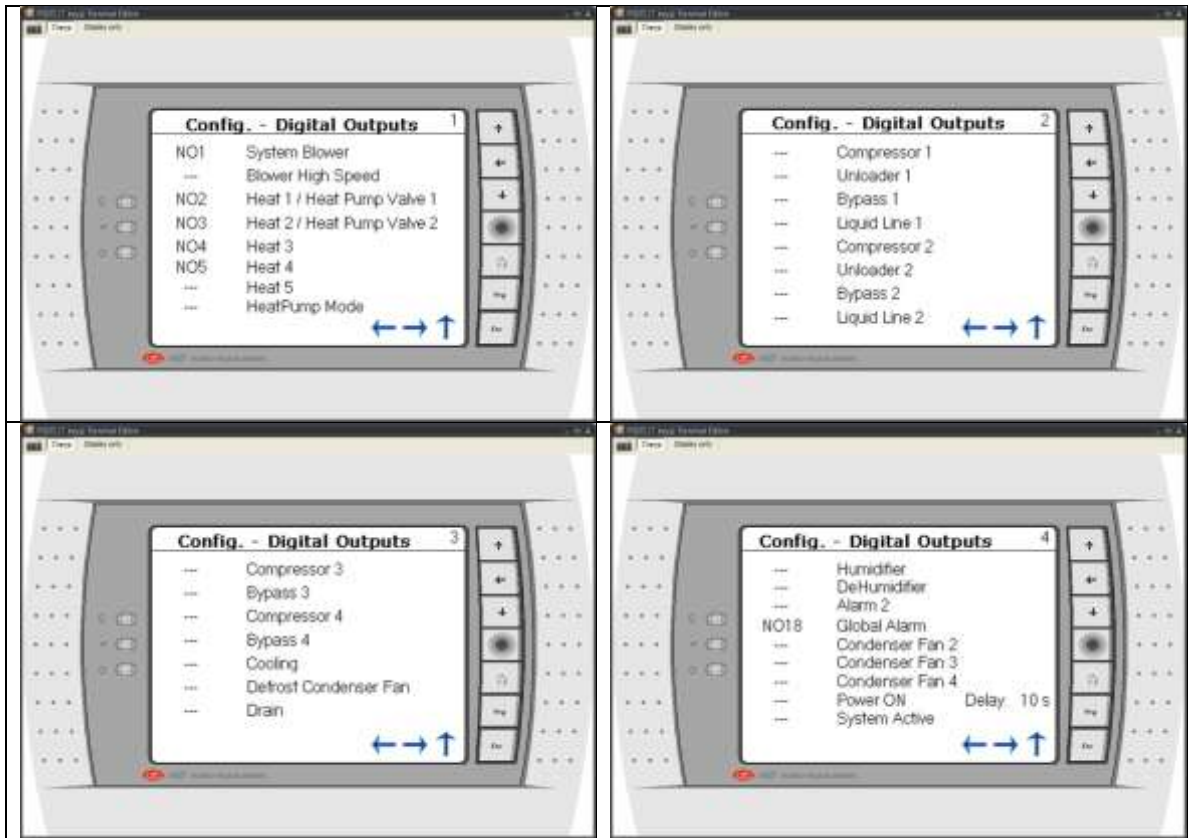 Config. - Digital Outputs 1
NO1 System Blower
--- Blower High Speed
NO2 Heat 1 / Heat Pump Valve 1
NO3 Heat 2 / Heat Pump Valve 2
NO4 Heat 3
NO5 Heat 4
--- Heat 5
--- HeatPump Mode
Config. - Digital Outputs 2
--- Compressor 1
--- Unloader 1
--- Bypass 1
--- Liquid Line 1
--- Compressor 2
--- Unloader 2
--- Bypass 2
--- Liquid Line 2
Config. - Digital Outputs 3
--- Compressor 3
--- Bypass 3
--- Compressor 4
--- Bypass 4
--- Cooling
--- Defrost Condenser Fan
--- Drain
Config. - Digital Outputs 4
--- Humidifier
--- DeHumidifier
--- Alarm 2
NO18 Global Alarm
--- Condenser Fan 2
--- Condenser Fan 3
--- Condenser Fan 4
--- Power ON Delay: 10 s
--- System Active